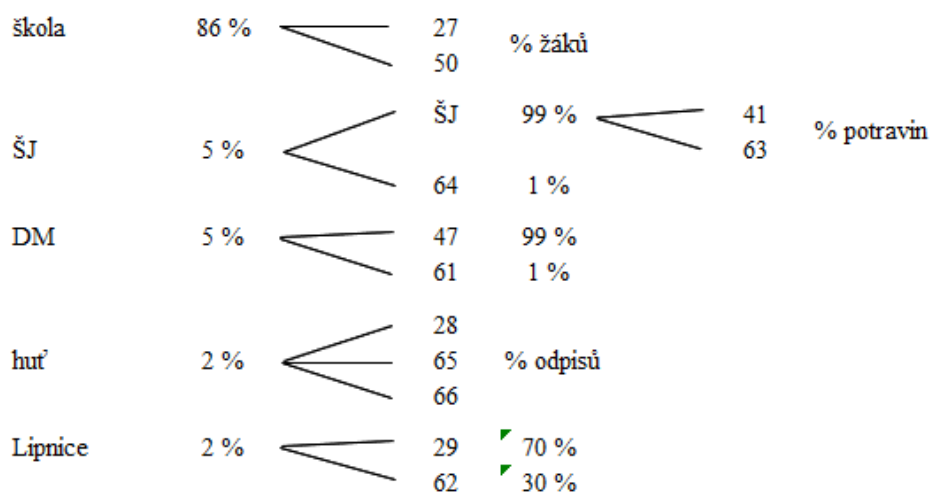 škola 86 % 27
% žáků
50
ŠJ 99 % 41
% potravin
ŠJ 5 % 63
64 1 %
DM 5 % 47 99 %
61 1 %
28
huť 2 % 65 % odpisů
66
Lipnice 2 % 29 70 %
62 30 %